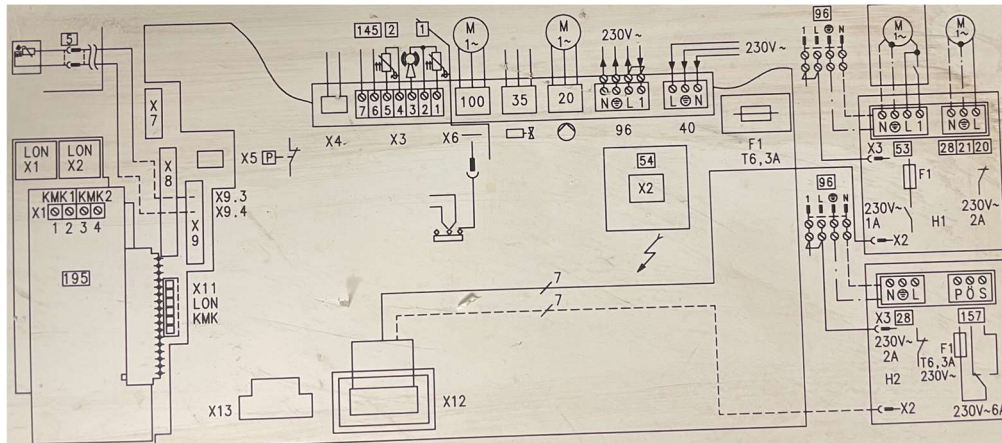 5
145 2 1
M
1~
M
1~
230V~
230V~
96
1 L N
M
1~
M
1~
X7
7 6 5 4 3 2 1
100
35
20
N L 1
L N
X4
X3
X6
96
40
F1
T6,3A
N L 1
N L
X3
53
28 21 20
F1
230V~
1A
H1
230V~
2A
X2
LON
X1
LON
X2
X5 P
X8
54
X2
96
1 L N
KMK1 KMK2
X1
1 2 3 4
X9.3
X9.4
X9
195
X11
LON
KMK
7
7
N L
P Ö S
X3
28
157
230V~
2A
F1
T6,3A
230V~
H2
X2
230V~6A
X13
X12